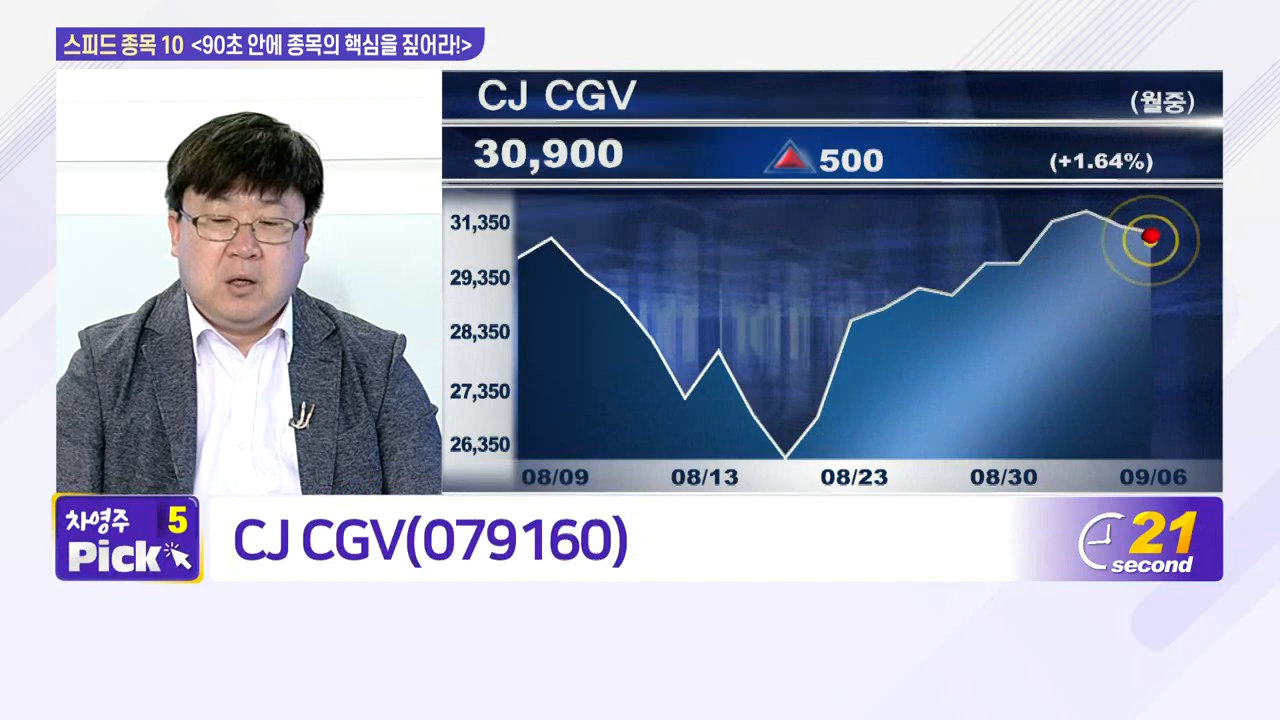 스피드 종목 10 <90초 안에 종목의 핵심을 짚어라!>
CJ CGV
(월중)
30,900 500 (+1.64%)
31,350
29,350
28,350
27,350
26,350
08/09 08/13 08/23 08/30 09/06
차영주 5
Pick
CJ CGV(079160)
21
second